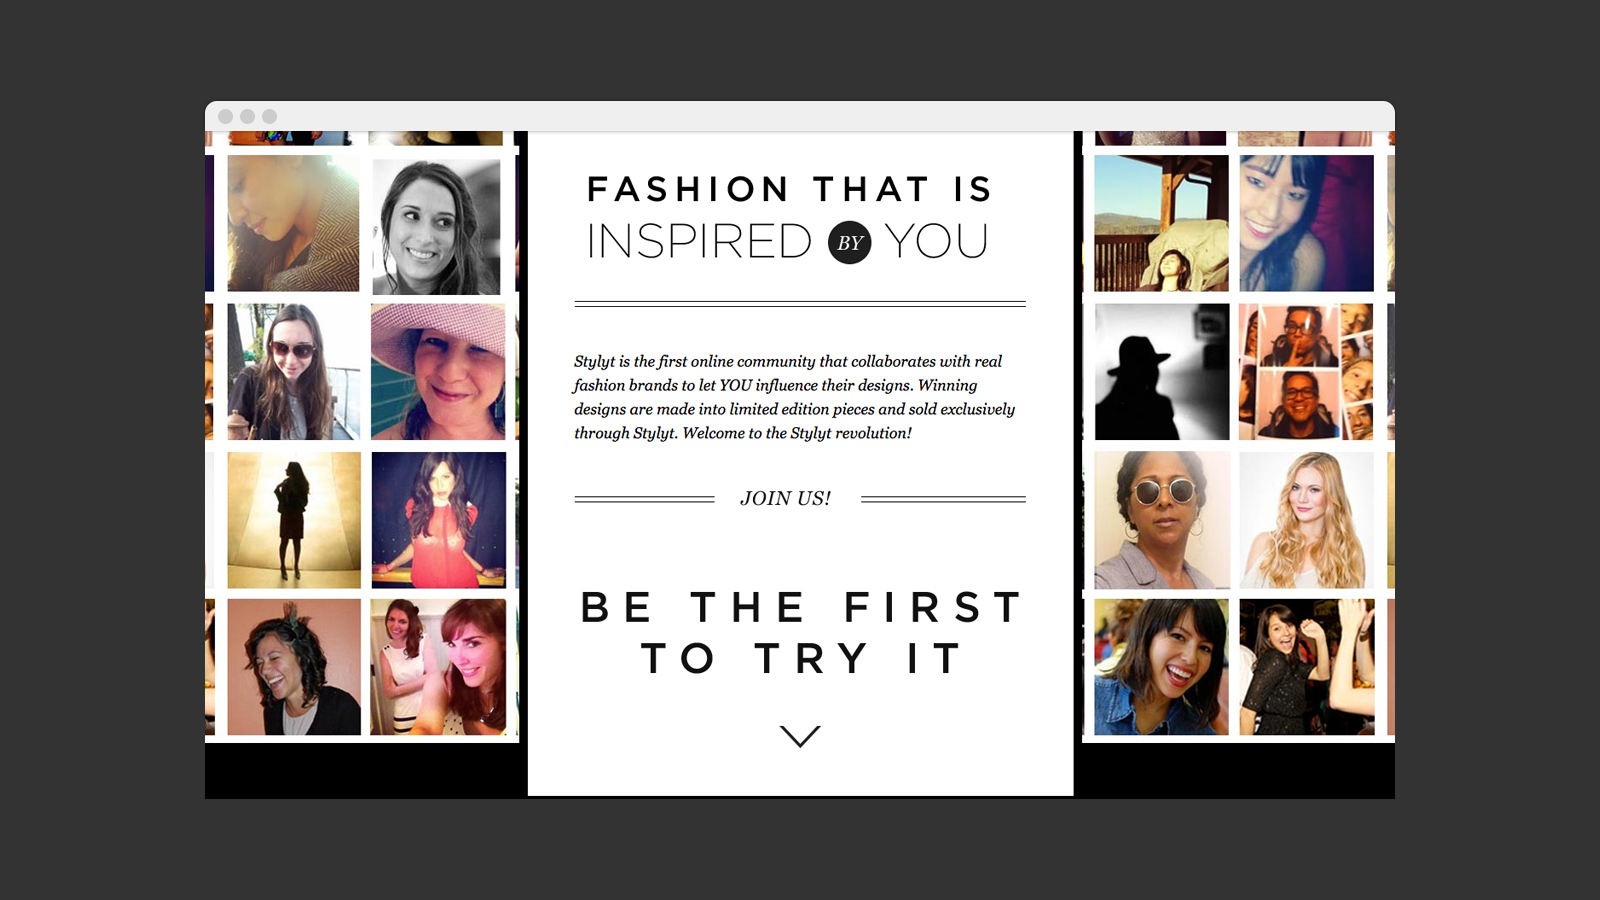 FASHION THAT IS
INSPIRED BY YOU
Stylyt is the first online community that collaborates with real
fashion brands to let YOU influence their designs. Winning
designs are made into limited edition pieces and sold exclusively
through Stylyt. Welcome to the Stylyt revolution!
JOIN US!
BE THE FIRST
TO TRY IT